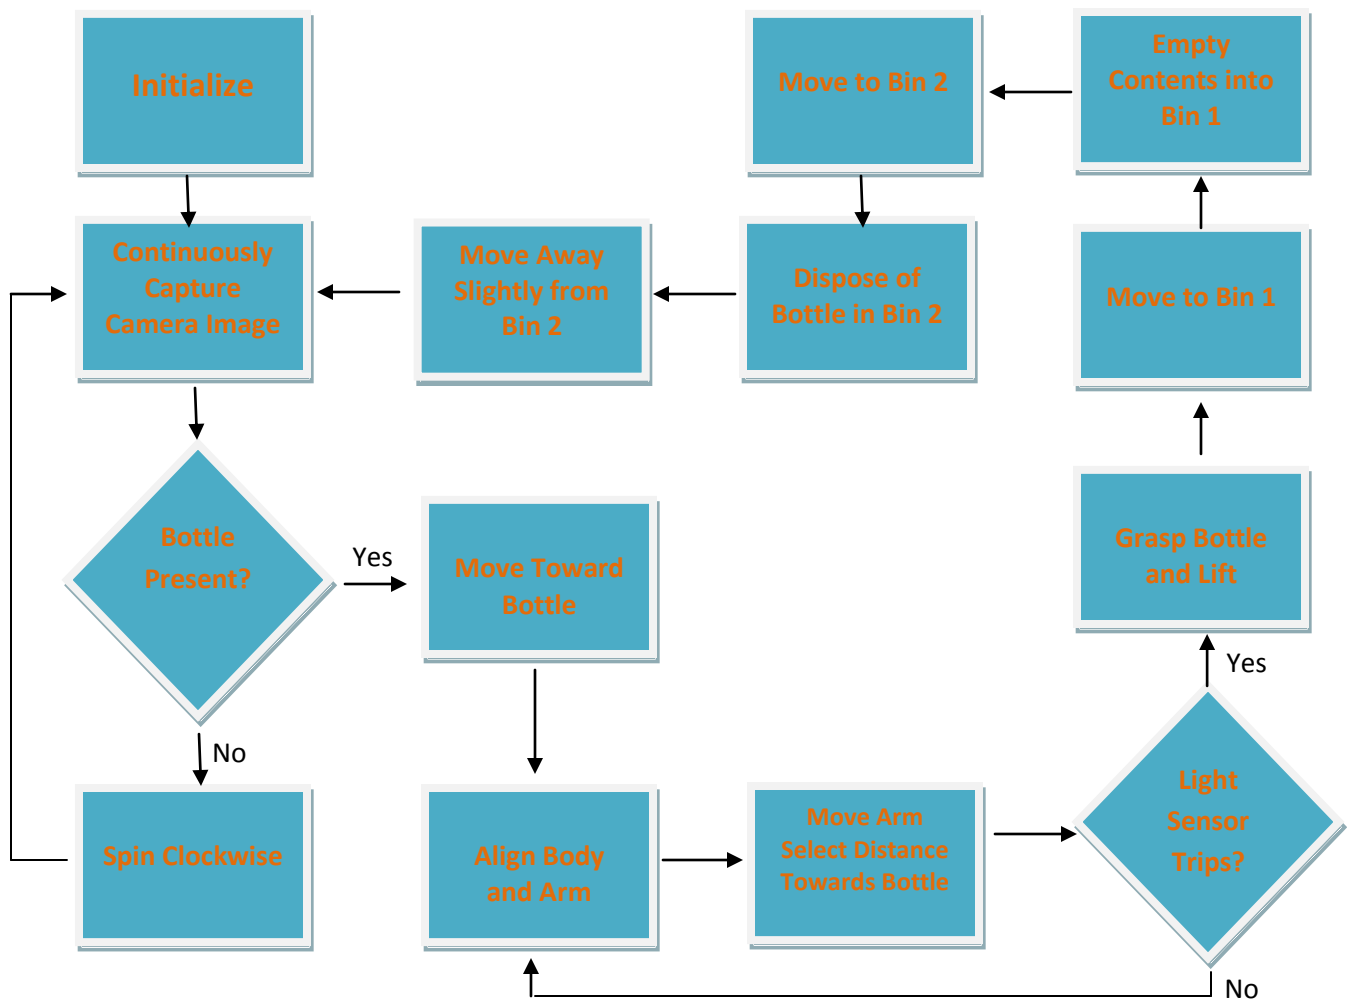 Initialize
Move to Bin 2
Empty
Contents into
Bin 1
Continuously
Capture
Camera Image
Move Away
Slightly from
Bin 2
Dispose of
Bottle in Bin 2
Move to Bin 1
Bottle
Present?
Yes
Move Toward
Bottle
Grasp Bottle
and Lift
Yes
No
Spin Clockwise
Align Body
and Arm
Move Arm
Select Distance
Towards Bottle
Light
Sensor
Trips?
No